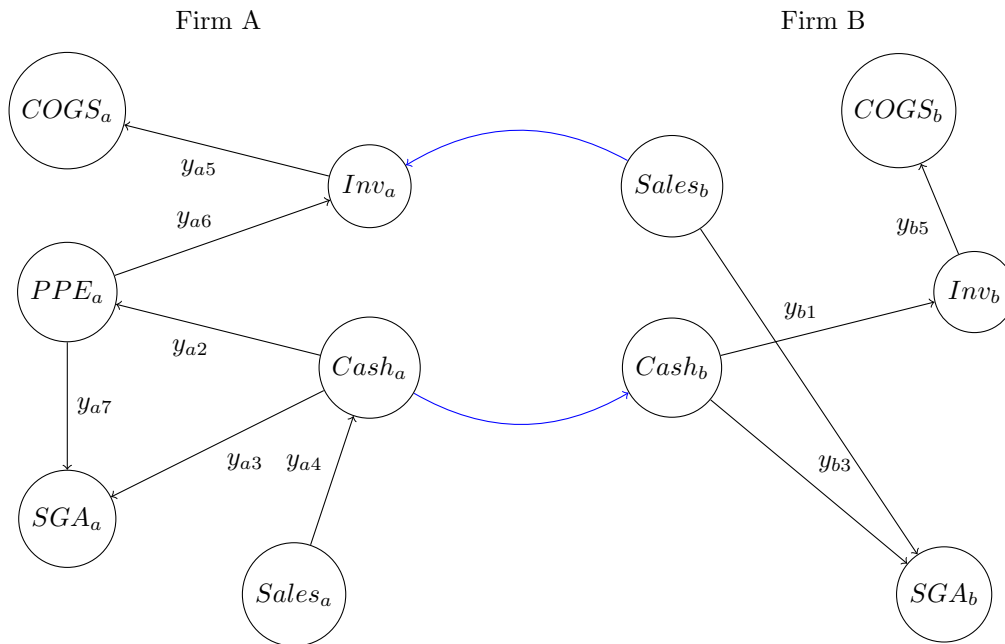 Firm A
Firm B
COGS_a
COGS_b
y_a5
Inv_a
Sales_b
y_a6
y_b5
PPE_a
Inv_b
y_b1
y_a2
Cash_a
Cash_b
y_a7
y_a3
y_a4
y_b3
SGA_a
Sales_a
SGA_b